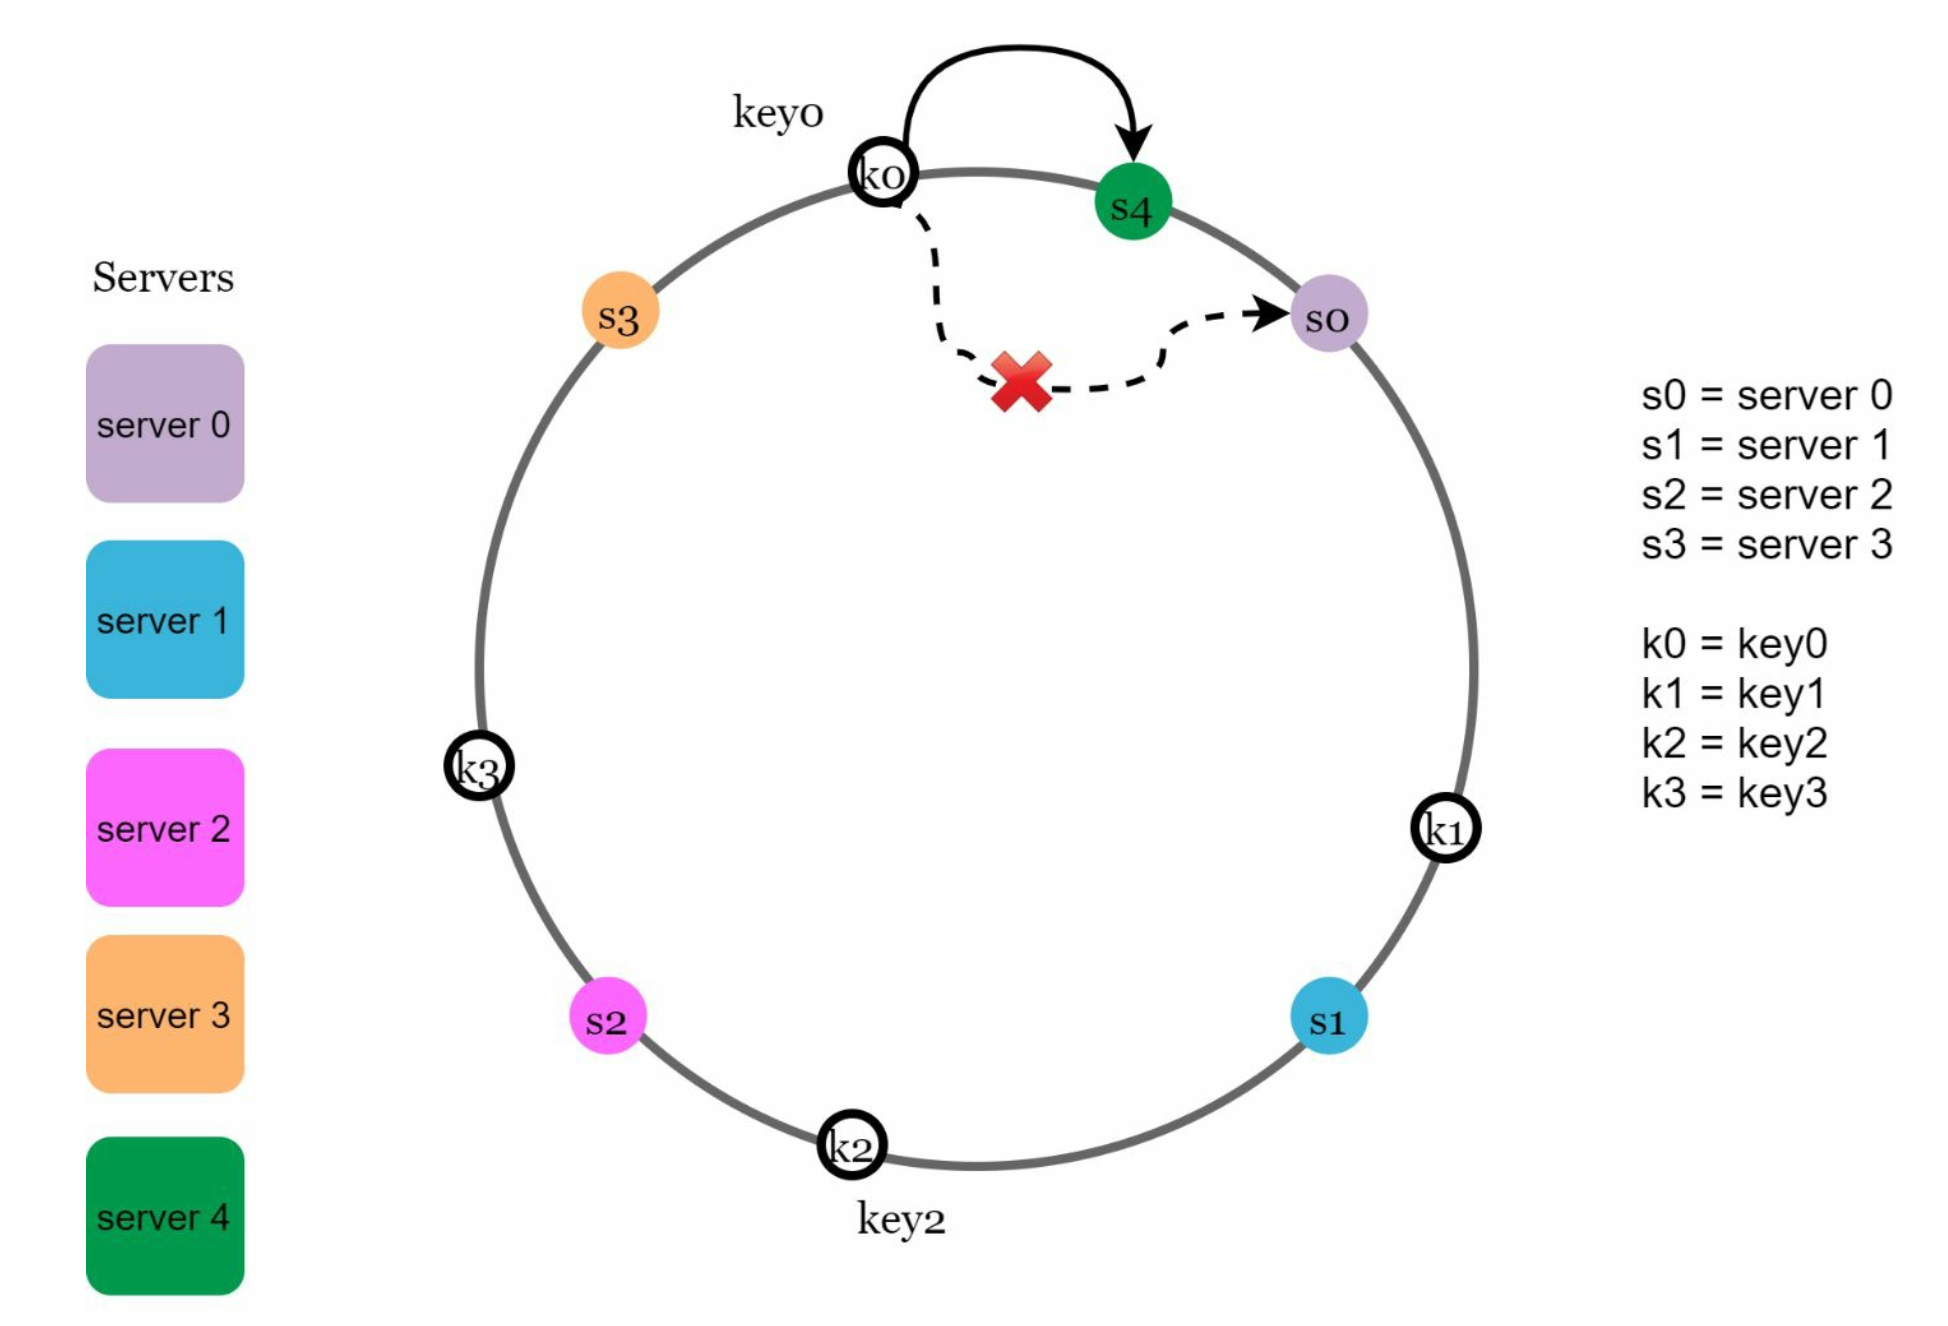 key0
k0
s4
Servers
s3
s0
server 0
s0 = server 0
s1 = server 1
s2 = server 2
s3 = server 3
server 1
k0 = key0
k1 = key1
k2 = key2
k3 = key3
k3
server 2
k1
server 3
s2
s1
k2
server 4
key2